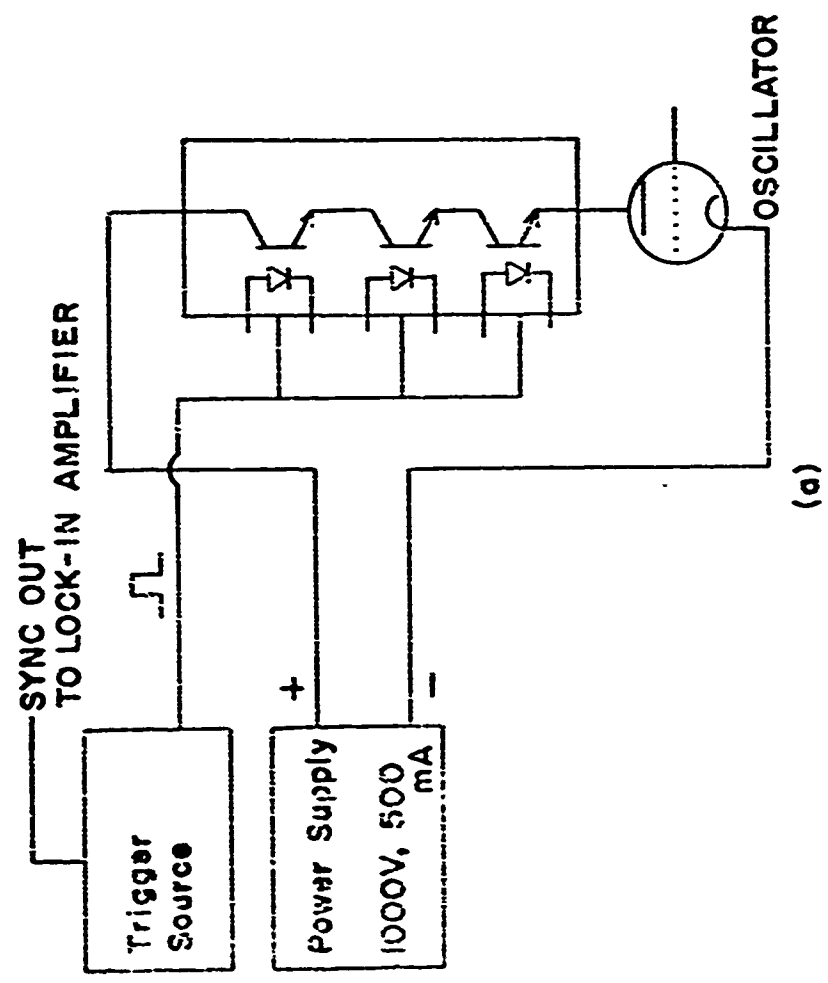 SYNC OUT
TO LOCK-IN AMPLIFIER
Trigger
Source
+
Power Supply
1000V, 500
mA
−
OSCILLATOR
(a)